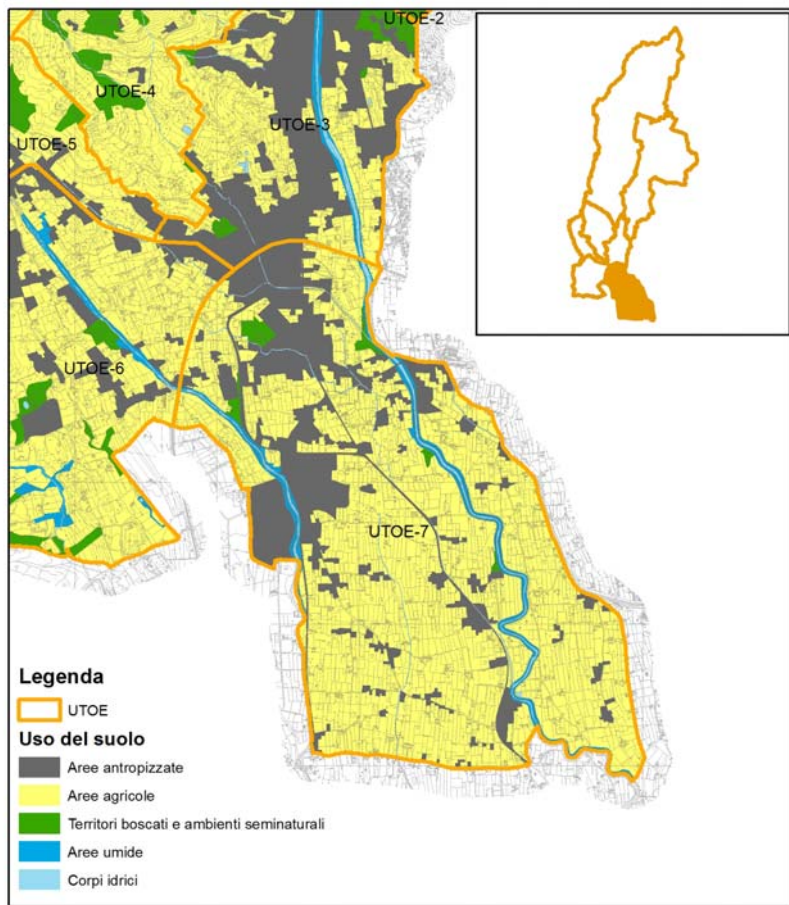 UTOE-2
UTOE-4
UTOE-3
UTOE-5
UTOE-6
UTOE-7
Legenda
UTOE
Uso del suolo
Aree antropizzate
Aree agricole
Territori boscati e ambienti seminaturali
Aree umide
Corpi idrici